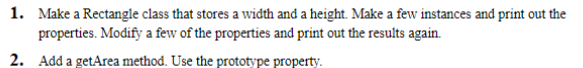 1. Make a Rectangle class that stores a width and a height. Make a few instances and print out the
properties. Modify a few of the properties and print out the results again.
2. Add a getArea method. Use the prototype property.